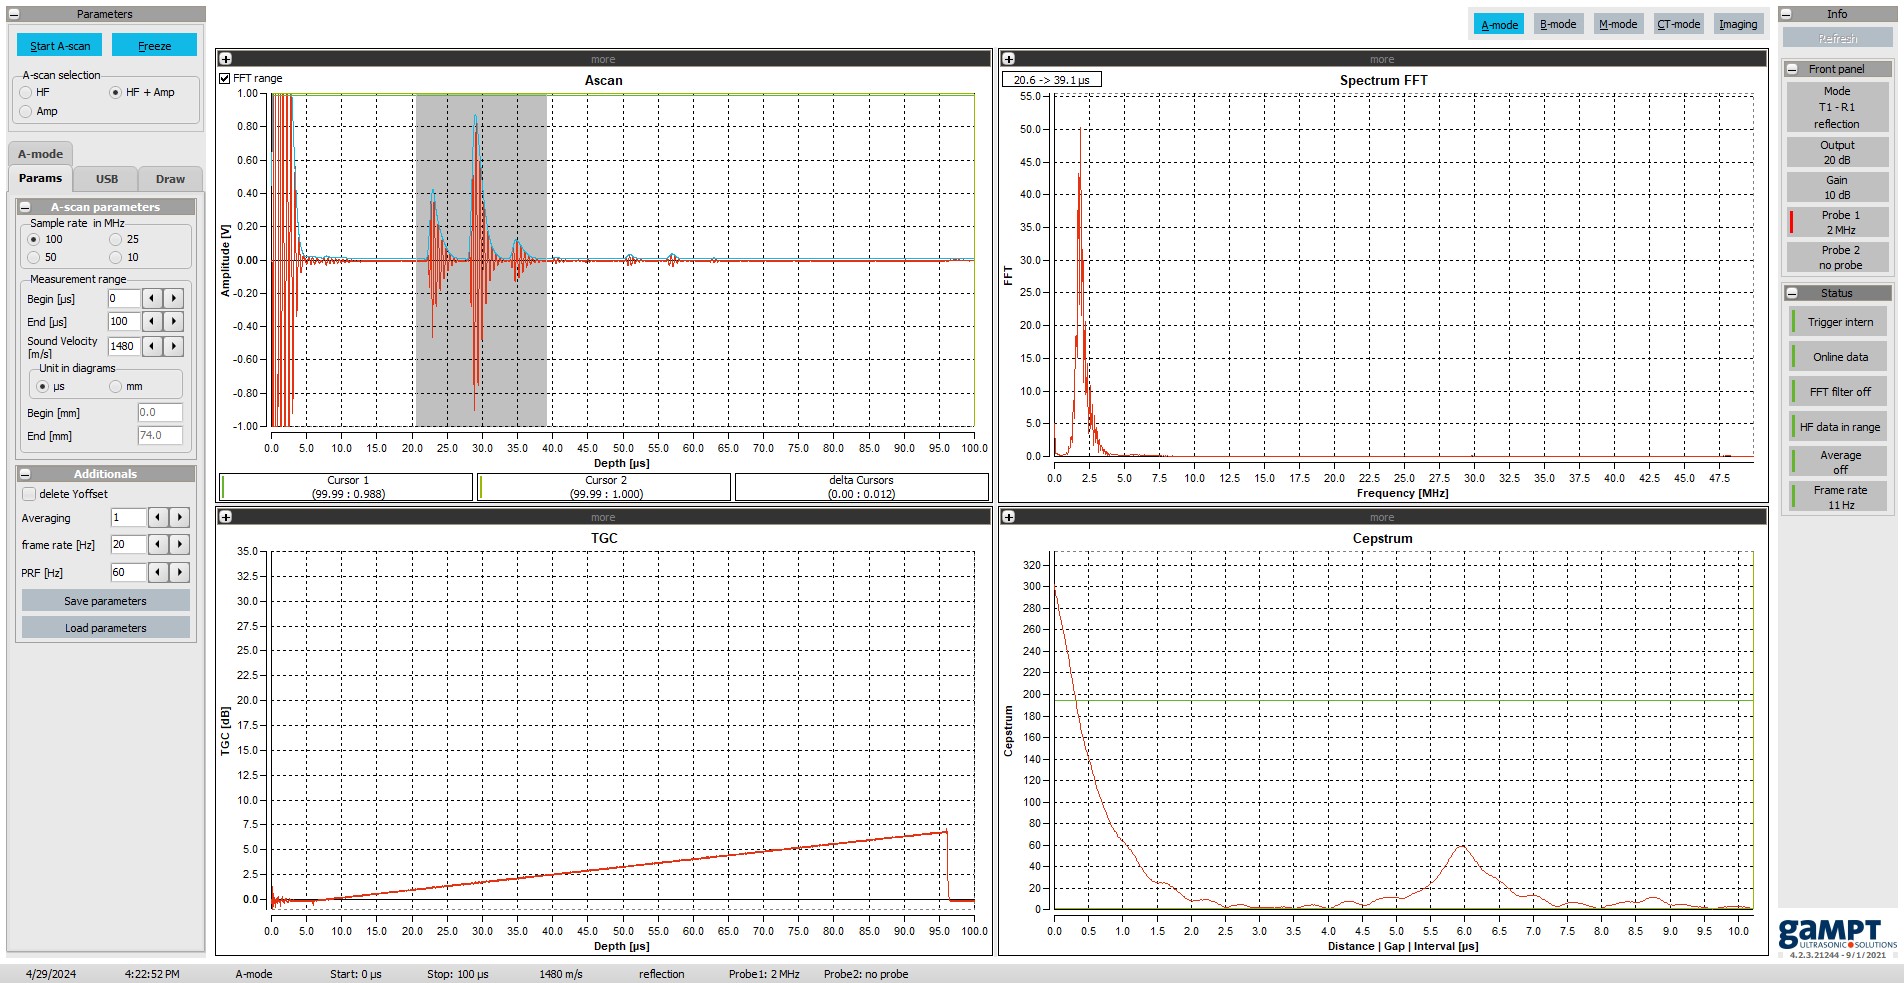 Parameters
Start A-scan
Freeze
A-scan selection
HF
HF + Amp
Amp
A-mode
Params
USB
Draw
A-scan parameters
Sample rate in MHz
100
25
50
10
Measurement range
Begin [µs]
0
End [µs]
100
Sound Velocity
[m/s]
1480
Unit in diagrams
µs
mm
Begin [mm]
0.0
End [mm]
74.0
Additionals
delete Yoffset
Averaging
1
frame rate [Hz]
20
PRF [Hz]
60
Save parameters
Load parameters
A-mode
B-mode
M-mode
CT-mode
Imaging
more
FFT range
Ascan
1.00
0.80
0.60
0.40
0.20
0.00
-0.20
-0.40
-0.60
-0.80
-1.00
Amplitude [V]
0.0 5.0 10.0 15.0 20.0 25.0 30.0 35.0 40.0 45.0 50.0 55.0 60.0 65.0 70.0 75.0 80.0 85.0 90.0 95.0 100.0
Depth [µs]
Cursor 1
(99.99 : 0.988)
Cursor 2
(99.99 : 1.000)
delta Cursors
(0.00 : 0.012)
more
20.6 -> 39.1 µs
Spectrum FFT
55.0
50.0
45.0
40.0
35.0
30.0
25.0
20.0
15.0
10.0
5.0
0.0
FFT
0.0 2.5 5.0 7.5 10.0 12.5 15.0 17.5 20.0 22.5 25.0 27.5 30.0 32.5 35.0 37.5 40.0 42.5 45.0 47.5
Frequency [MHz]
more
TGC
35.0
32.5
30.0
27.5
25.0
22.5
20.0
17.5
15.0
12.5
10.0
7.5
5.0
2.5
0.0
TGC [dB]
0.0 5.0 10.0 15.0 20.0 25.0 30.0 35.0 40.0 45.0 50.0 55.0 60.0 65.0 70.0 75.0 80.0 85.0 90.0 95.0 100.0
Depth [µs]
more
Cepstrum
320
300
280
260
240
220
200
180
160
140
120
100
80
60
40
20
0
Cepstrum
0.0 0.5 1.0 1.5 2.0 2.5 3.0 3.5 4.0 4.5 5.0 5.5 6.0 6.5 7.0 7.5 8.0 8.5 9.0 9.5 10.0
Distance | Gap | Interval [µs]
Info
Refresh
Front panel
Mode
T1 - R1
reflection
Output
20 dB
Gain
10 dB
Probe 1
2 MHz
Probe 2
no probe
Status
Trigger intern
Online data
FFT filter off
HF data in range
Average
off
Frame rate
11 Hz
gAMPT
ULTRASONIC SOLUTIONS
4.2.3.21244 - 9/1/2021
4/29/2024 4:22:52 PM A-mode Start: 0 µs Stop: 100 µs 1480 m/s reflection Probe1: 2 MHz Probe2: no probe